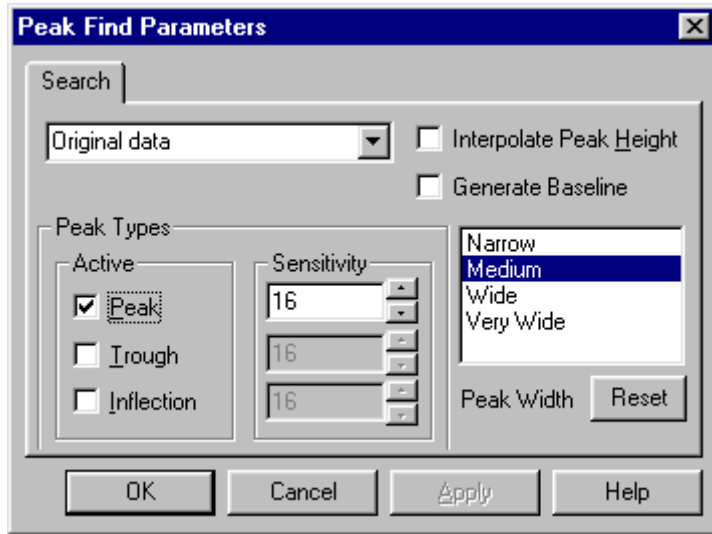 Peak Find Parameters
Search
Original data
Interpolate Peak Height
Generate Baseline
Peak Types
Active
Sensitivity
Peak
16
Trough
16
Inflection
16
Narrow
Medium
Wide
Very Wide
Peak Width
Reset
OK
Cancel
Apply
Help